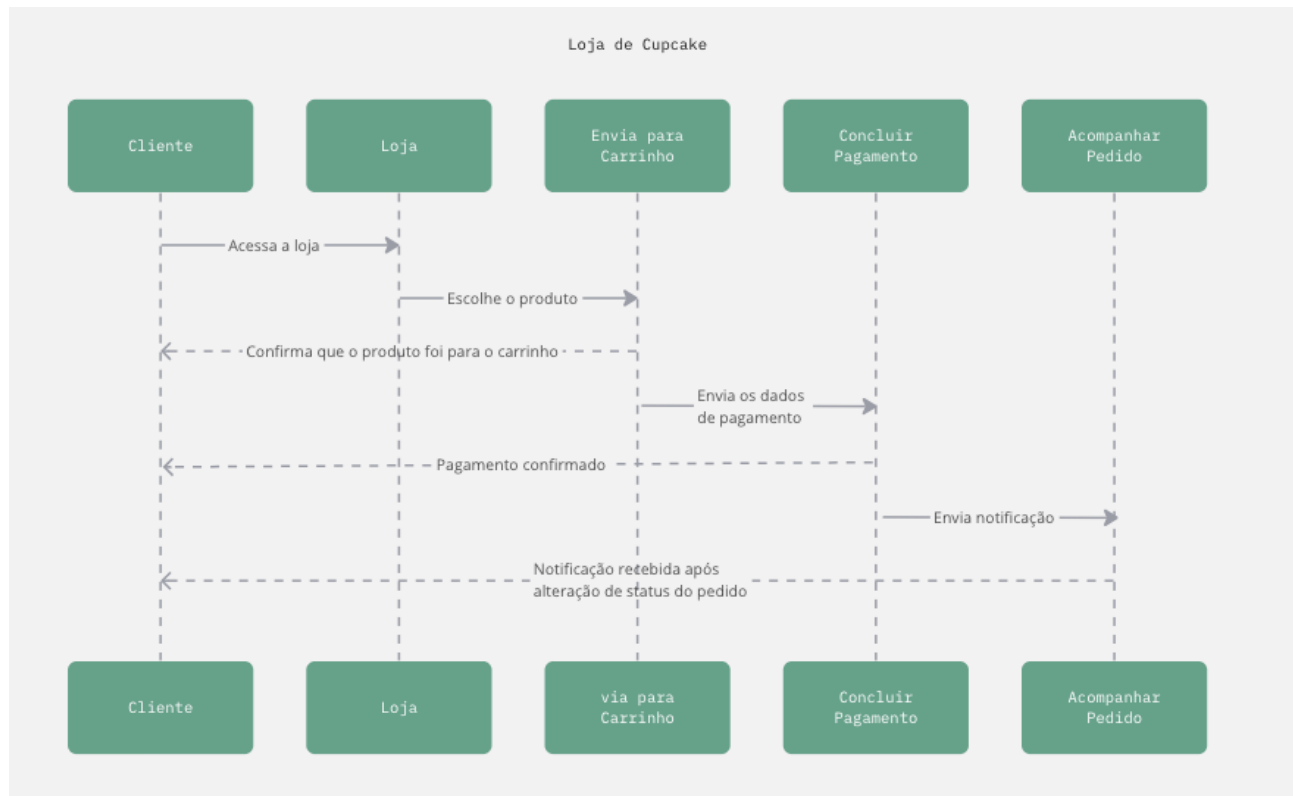 Loja de Cupcake
Cliente
Loja
Envia para
Carrinho
Concluir
Pagamento
Acompanhar
Pedido
Acessa a loja
Escolhe o produto
Confirma que o produto foi para o carrinho
Envia os dados
de pagamento
Pagamento confirmado
Envia notificação
Notificação recebida após
alteração de status do pedido
Cliente
Loja
via para
Carrinho
Concluir
Pagamento
Acompanhar
Pedido